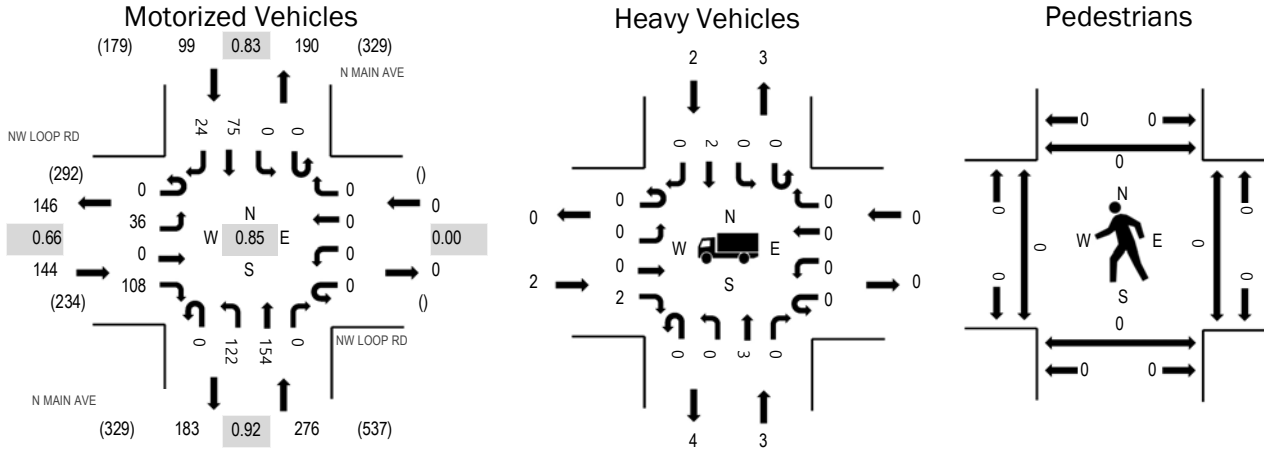 Motorized Vehicles
Heavy Vehicles
Pedestrians
(179) 99 0.83 190 (329)
N MAIN AVE
NW LOOP RD
24 75 0 0
(292)
146
0.66
144
(234)
0
36
0
108
N
W 0.85 E
S
0
0
0
0
()
0
0.00
0
()
0 122 154 0
NW LOOP RD
N MAIN AVE
(329) 183 0.92 276 (537)
2 3
0 2 0 0
0
2
0
0
0
2
N
W E
S
0
0
0
0
0
0
0 0 3 0
4 3
0 0
0
0
0
0
N
W E
S
0
0
0
0
0
0 0